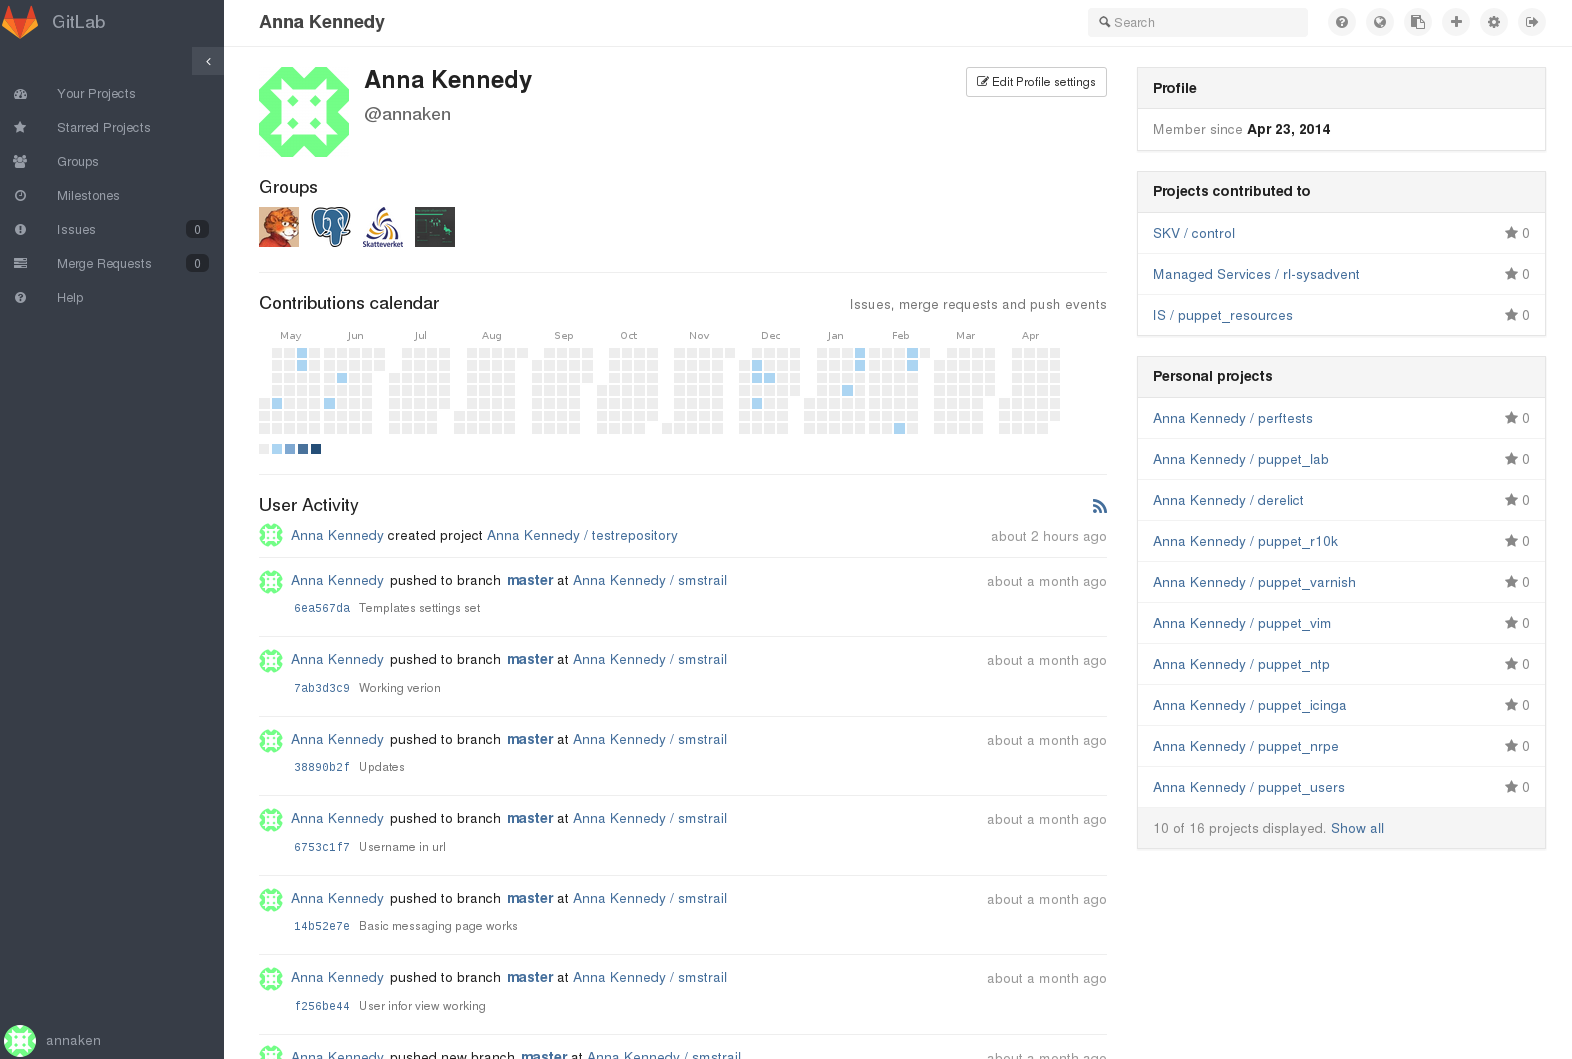 GitLab
Anna Kennedy
Search
Your Projects
Starred Projects
Groups
Milestones
Issues 0
Merge Requests 0
Help
annaken
Anna Kennedy
@annaken
Edit Profile settings
Groups
Skatteverket
Contributions calendar
Issues, merge requests and push events
May Jun Jul Aug Sep Oct Nov Dec Jan Feb Mar Apr
User Activity
Anna Kennedy created project Anna Kennedy / testrepository about 2 hours ago
Anna Kennedy pushed to branch master at Anna Kennedy / smstrail about a month ago
6ea567da Templates settings set
Anna Kennedy pushed to branch master at Anna Kennedy / smstrail about a month ago
7ab3d3c9 Working verion
Anna Kennedy pushed to branch master at Anna Kennedy / smstrail about a month ago
38890b2f Updates
Anna Kennedy pushed to branch master at Anna Kennedy / smstrail about a month ago
6753c1f7 Username in url
Anna Kennedy pushed to branch master at Anna Kennedy / smstrail about a month ago
14b52e7e Basic messaging page works
Anna Kennedy pushed to branch master at Anna Kennedy / smstrail about a month ago
f256be44 User infor view working
Anna Kennedy pushed new branch master at Anna Kennedy / smstrail about a month ago
Profile
Member since Apr 23, 2014
Projects contributed to
SKV / control 0
Managed Services / rl-sysadvent 0
IS / puppet_resources 0
Personal projects
Anna Kennedy / perftests 0
Anna Kennedy / puppet_lab 0
Anna Kennedy / derelict 0
Anna Kennedy / puppet_r10k 0
Anna Kennedy / puppet_varnish 0
Anna Kennedy / puppet_vim 0
Anna Kennedy / puppet_ntp 0
Anna Kennedy / puppet_icinga 0
Anna Kennedy / puppet_nrpe 0
Anna Kennedy / puppet_users 0
10 of 16 projects displayed. Show all